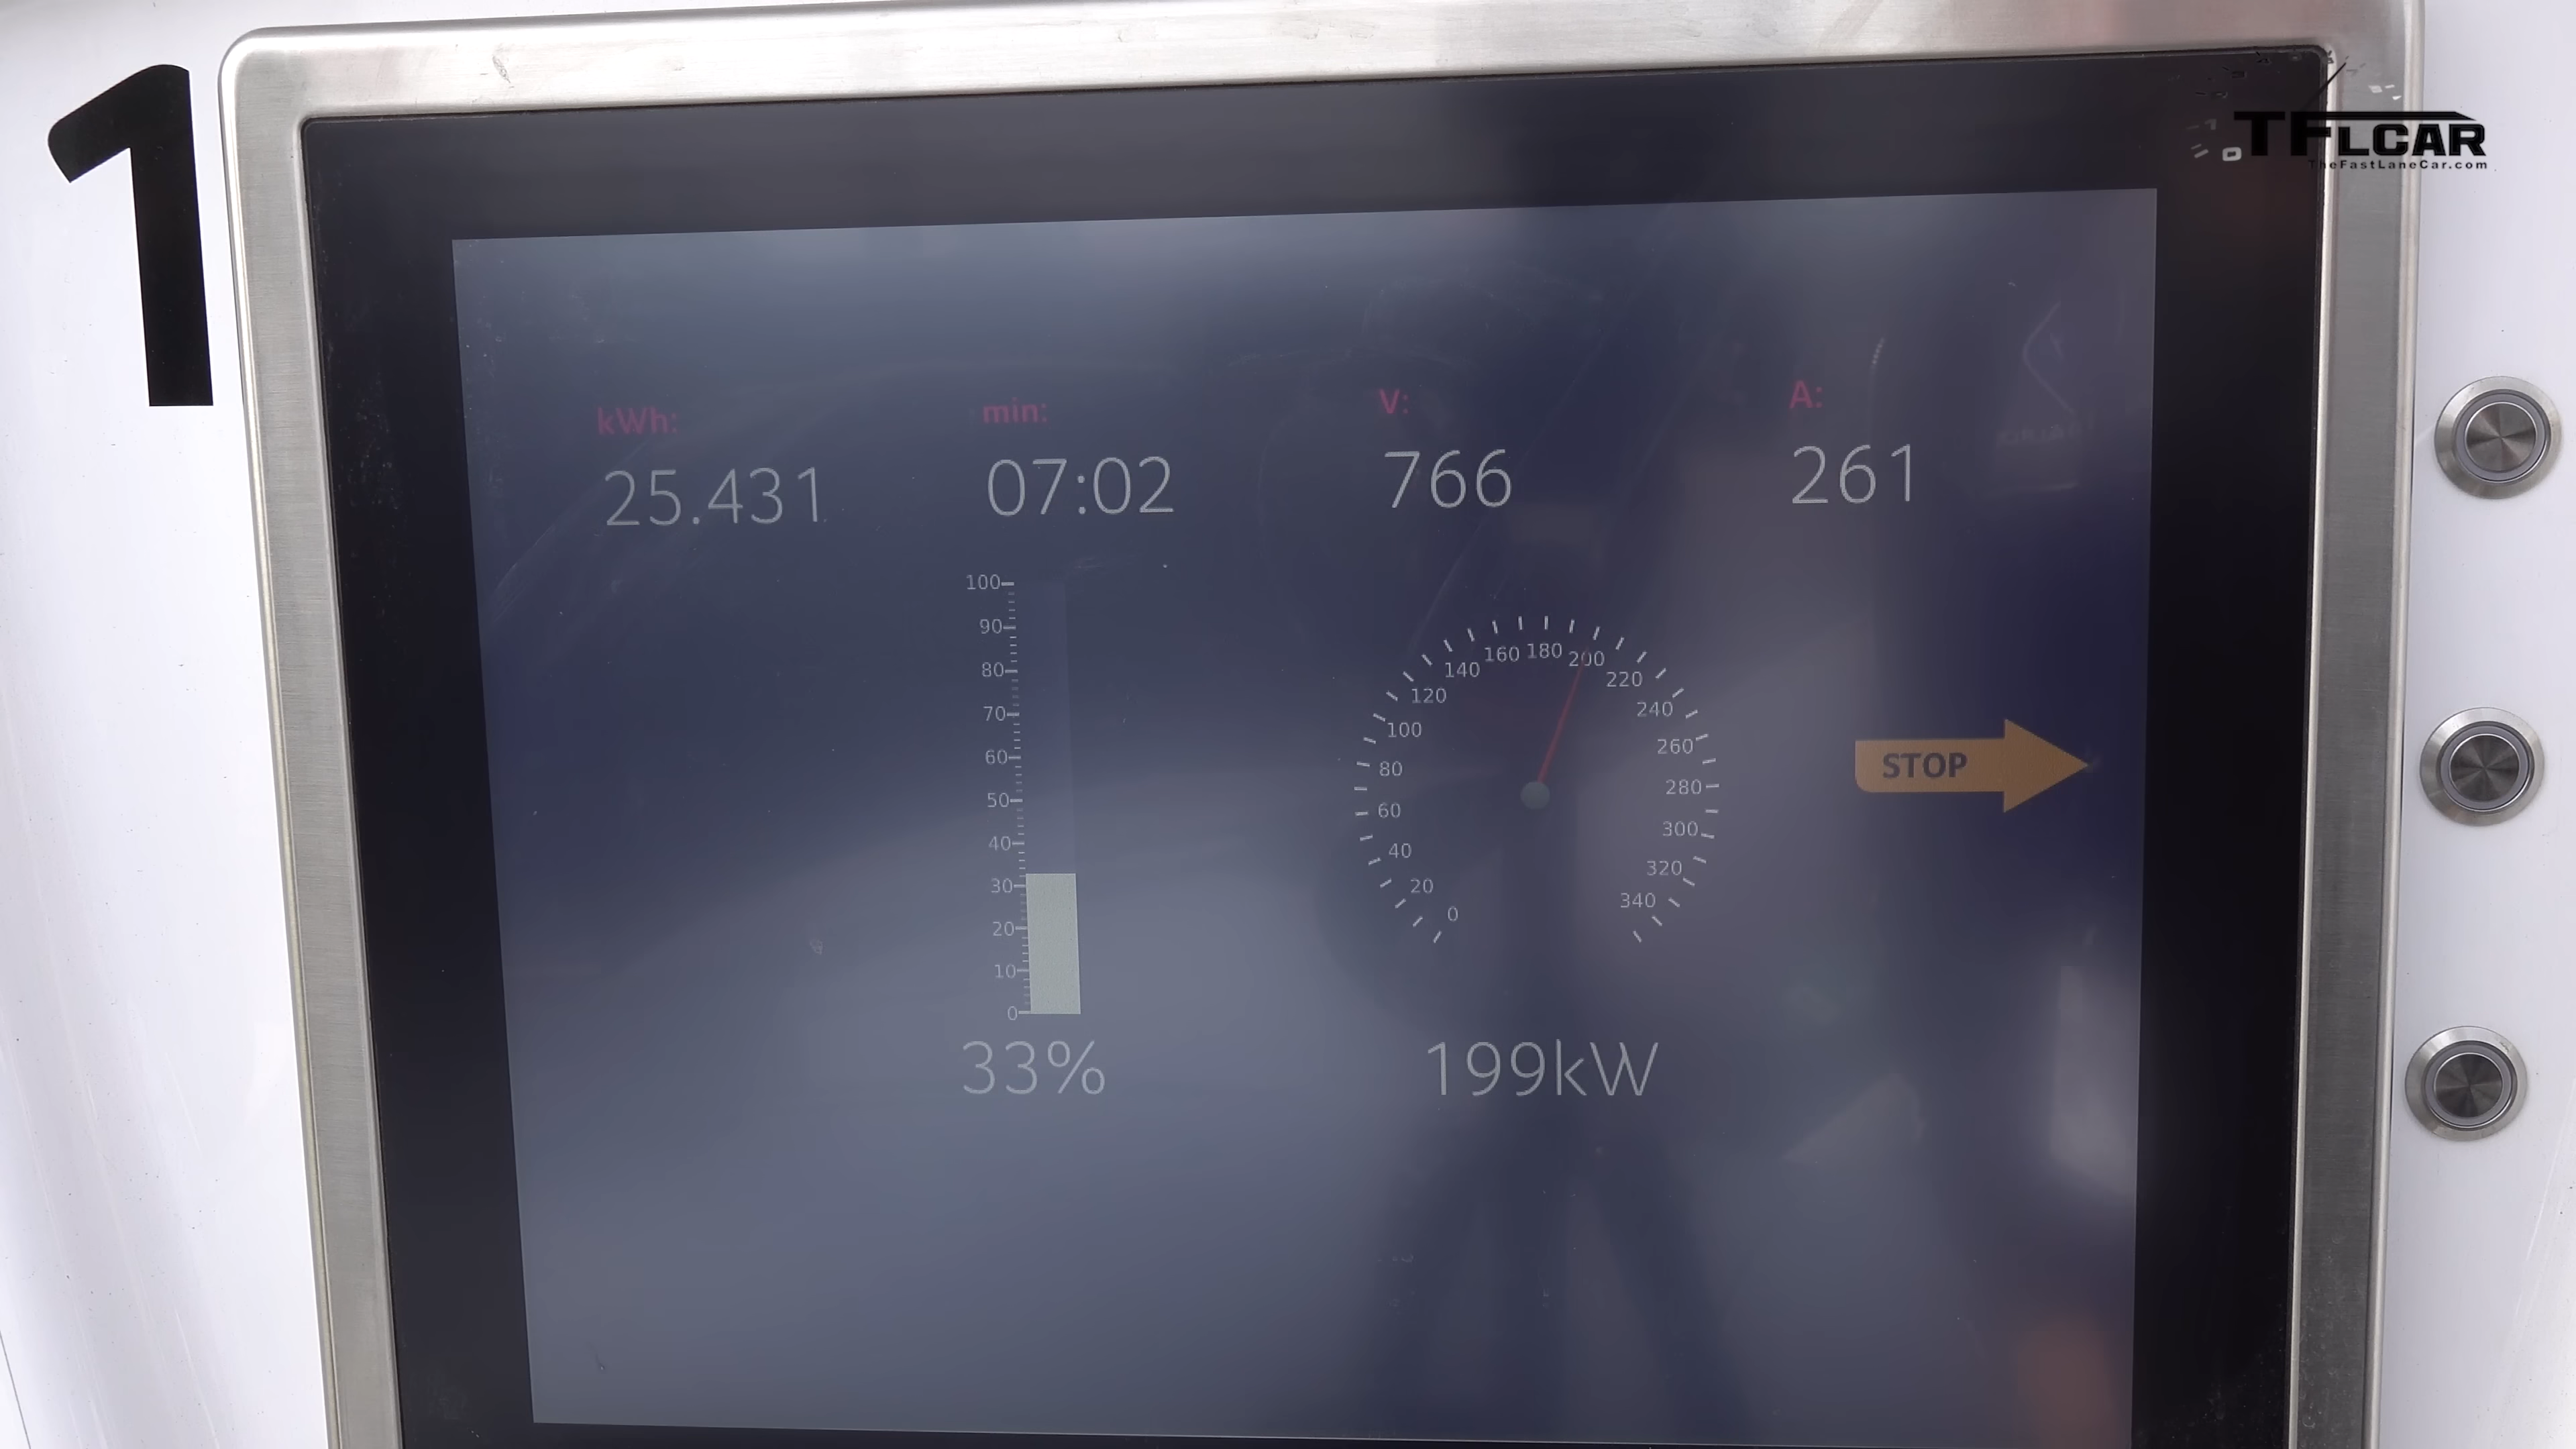 1
TFLCAR
TheFastLaneCar.com
kWh: min: V: A:
25.431 07:02 766 261
100
90
80
70
60
50
40
30
20
10
0
0 20 40 60 80 100 120 140 160 180 200 220 240 260 280 300 320 340
STOP
33% 199kW